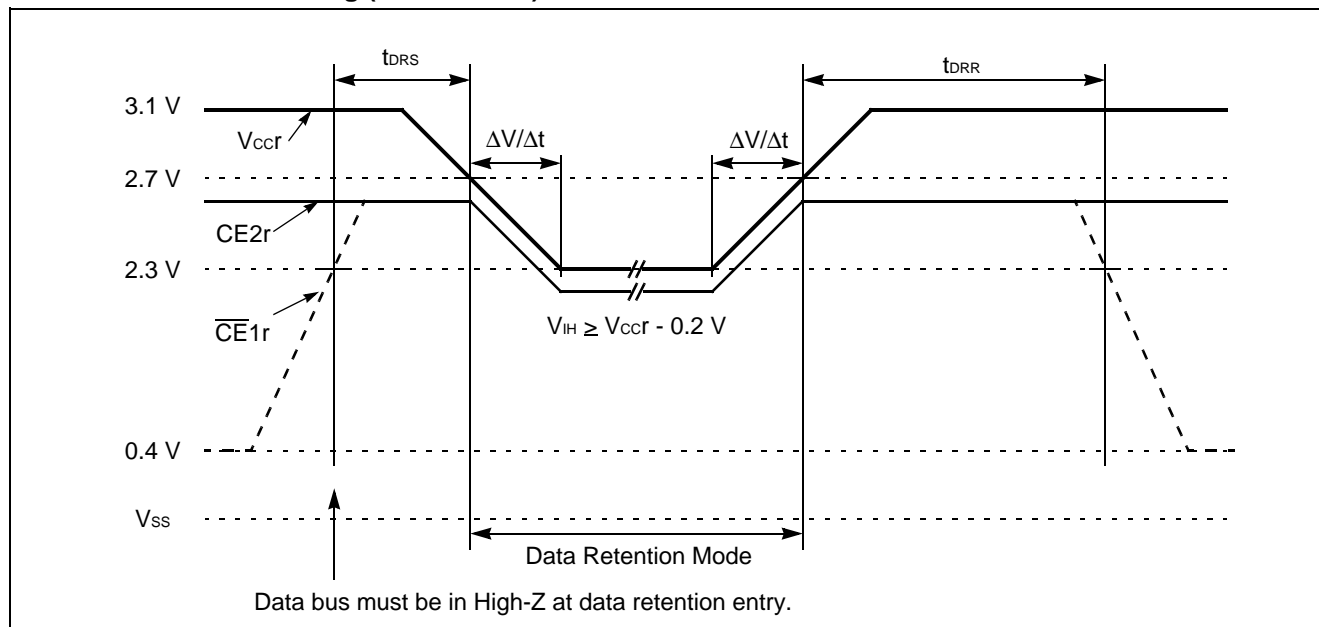 tDRS
tDRR
3.1 V
VCCr
ΔV/Δt
ΔV/Δt
2.7 V
CE2r
2.3 V
CE1r
VIH ≥ VCCr - 0.2 V
0.4 V
VSS
Data Retention Mode
Data bus must be in High-Z at data retention entry.